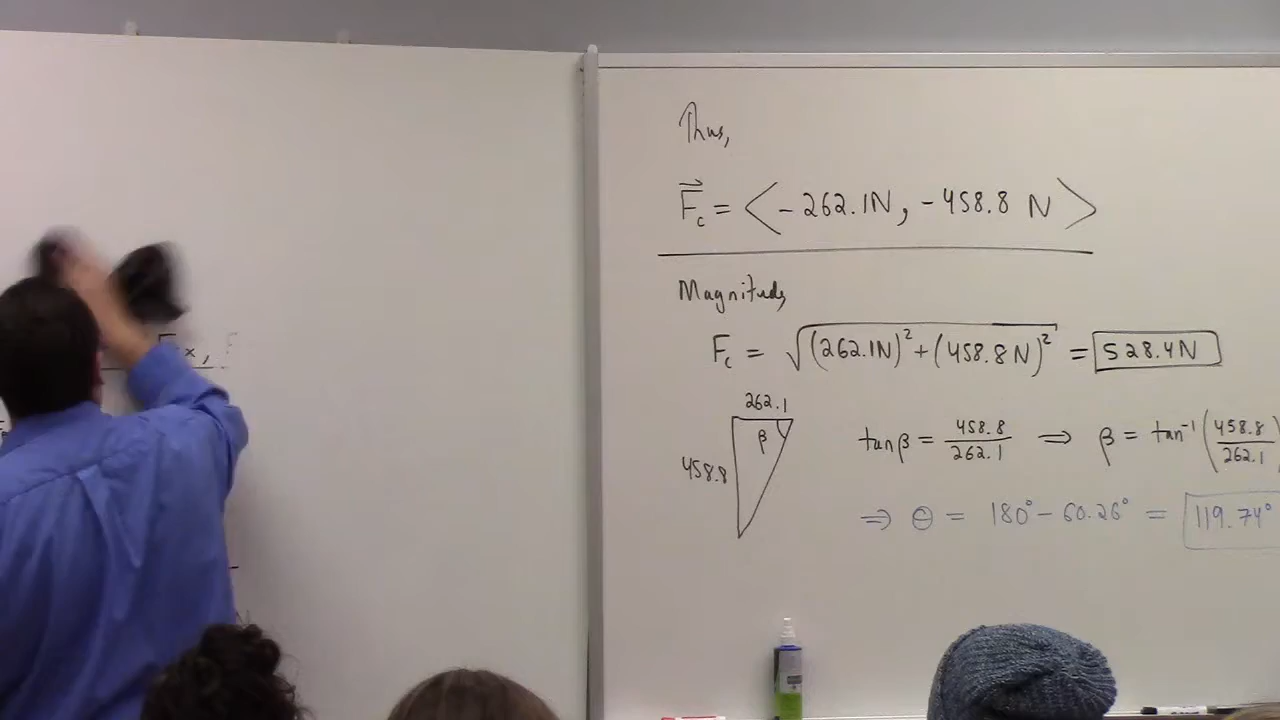 Thus,
F⃗c = < -262.1N, -458.8 N >
Magnitude,
Fc = √((262.1N)² + (458.8N)²) = 528.4N
262.1
β
458.8
tanβ = 458.8/262.1 ⇒ β = tan⁻¹(458.8/262.1)
⇒ θ = 180° - 60.26° = 119.74°